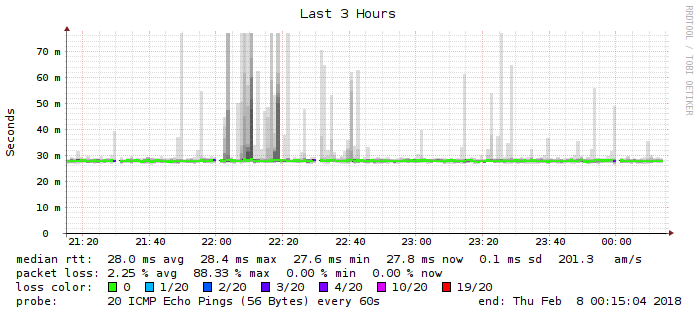 Last 3 Hours
RRDTOOL / TOBI OETIKER
Seconds
70 m
60 m
50 m
40 m
30 m
20 m
10 m
0
21:20 21:40 22:00 22:20 22:40 23:00 23:20 23:40 00:00
median rtt: 28.0 ms avg 28.4 ms max 27.6 ms min 27.8 ms now 0.1 ms sd 201.3 am/s
packet loss: 2.25 % avg 88.33 % max 0.00 % min 0.00 % now
loss color: 0 1/20 2/20 3/20 4/20 10/20 19/20
probe: 20 ICMP Echo Pings (56 Bytes) every 60s end: Thu Feb 8 00:15:04 2018